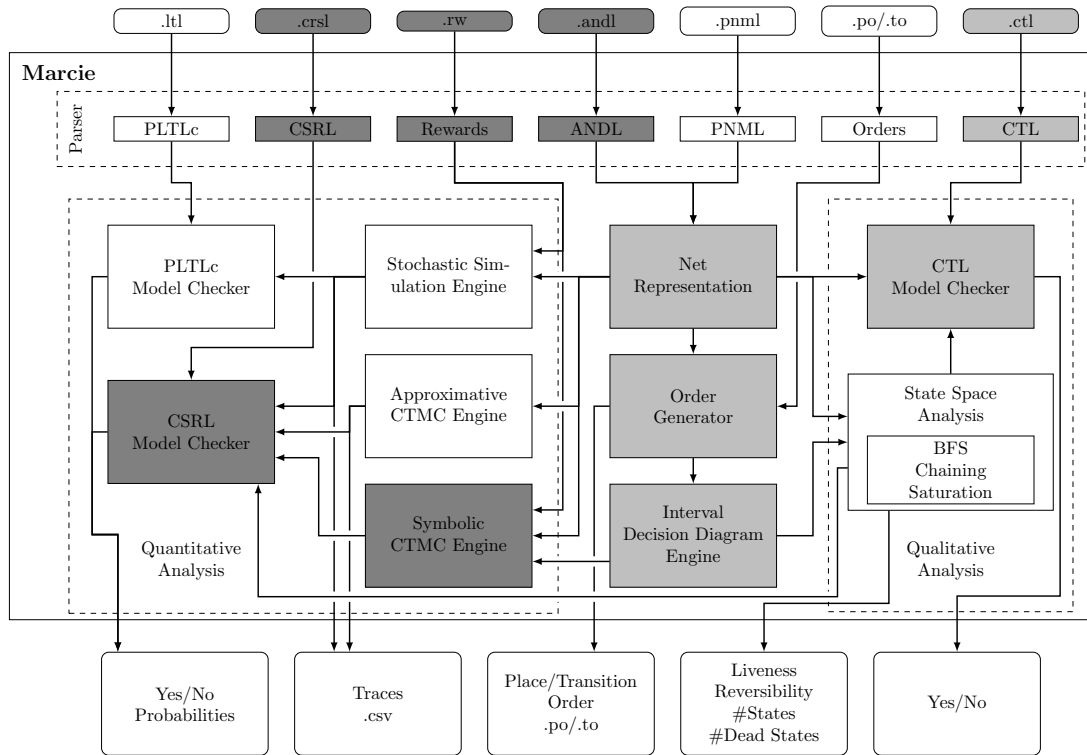 .ltl
.crsl
.rw
.andl
.pnml
.po/.to
.ctl
Marcie
Parser
PLTLc
CSRL
Rewards
ANDL
PNML
Orders
CTL
PLTLc
Model Checker
Stochastic Sim-
ulation Engine
Net
Representation
CTL
Model Checker
CSRL
Model Checker
Approximative
CTMC Engine
Order
Generator
State Space
Analysis
BFS
Chaining
Saturation
Symbolic
CTMC Engine
Interval
Decision Diagram
Engine
Quantitative
Analysis
Qualitative
Analysis
Yes/No
Probabilities
Traces
.csv
Place/Transition
Order
.po/.to
Liveness
Reversibility
#States
#Dead States
Yes/No